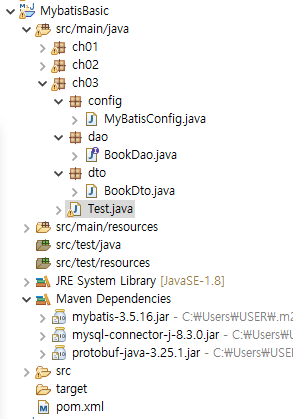 MybatisBasic
src/main/java
ch01
ch02
ch03
config
MyBatisConfig.java
dao
BookDao.java
dto
BookDto.java
Test.java
src/main/resources
src/test/java
src/test/resources
JRE System Library [JavaSE-1.8]
Maven Dependencies
mybatis-3.5.16.jar - C:₩Users₩USER₩.m2
mysql-connector-j-8.3.0.jar - C:₩Users₩U
protobuf-java-3.25.1.jar - C:₩Users₩USE
src
target
pom.xml